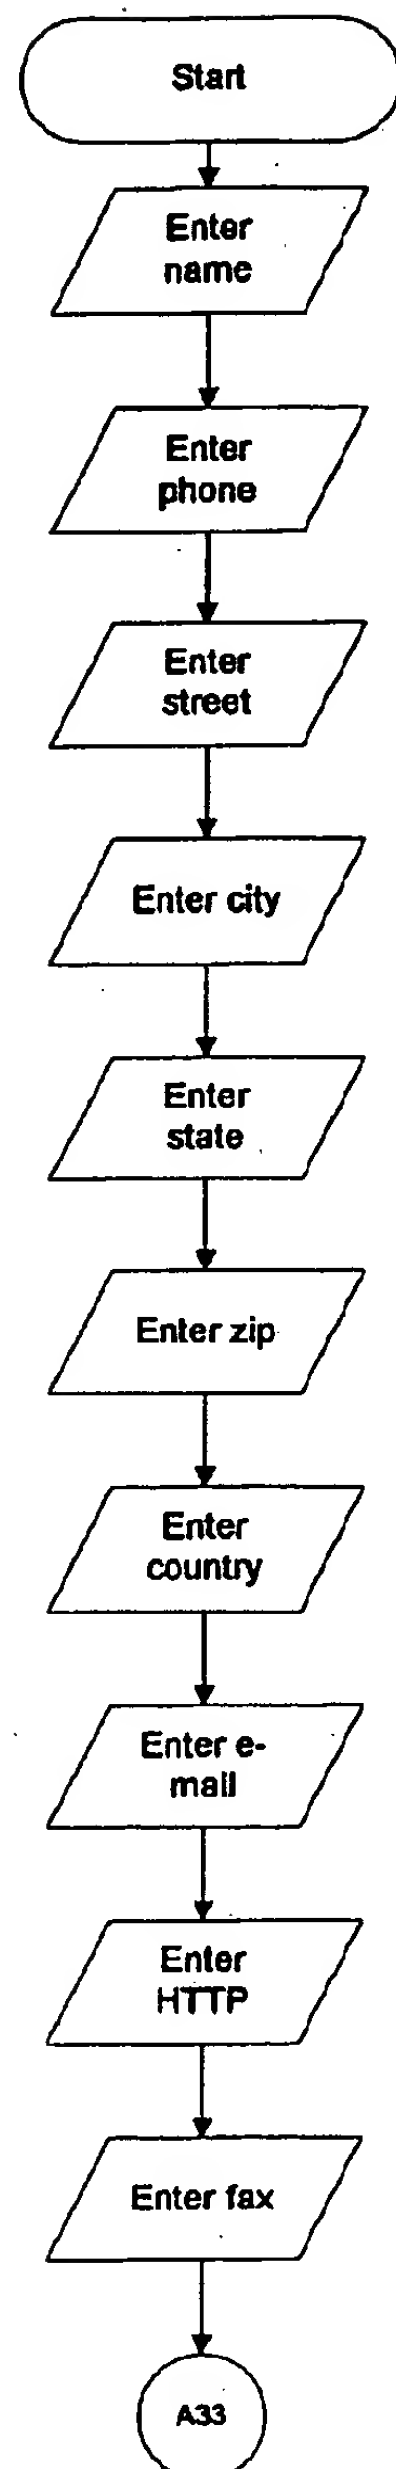 Start
Enter
name
Enter
phone
Enter
street
Enter city
Enter
state
Enter zip
Enter
country
Enter e-
mail
Enter
HTTP
Enter fax
A33